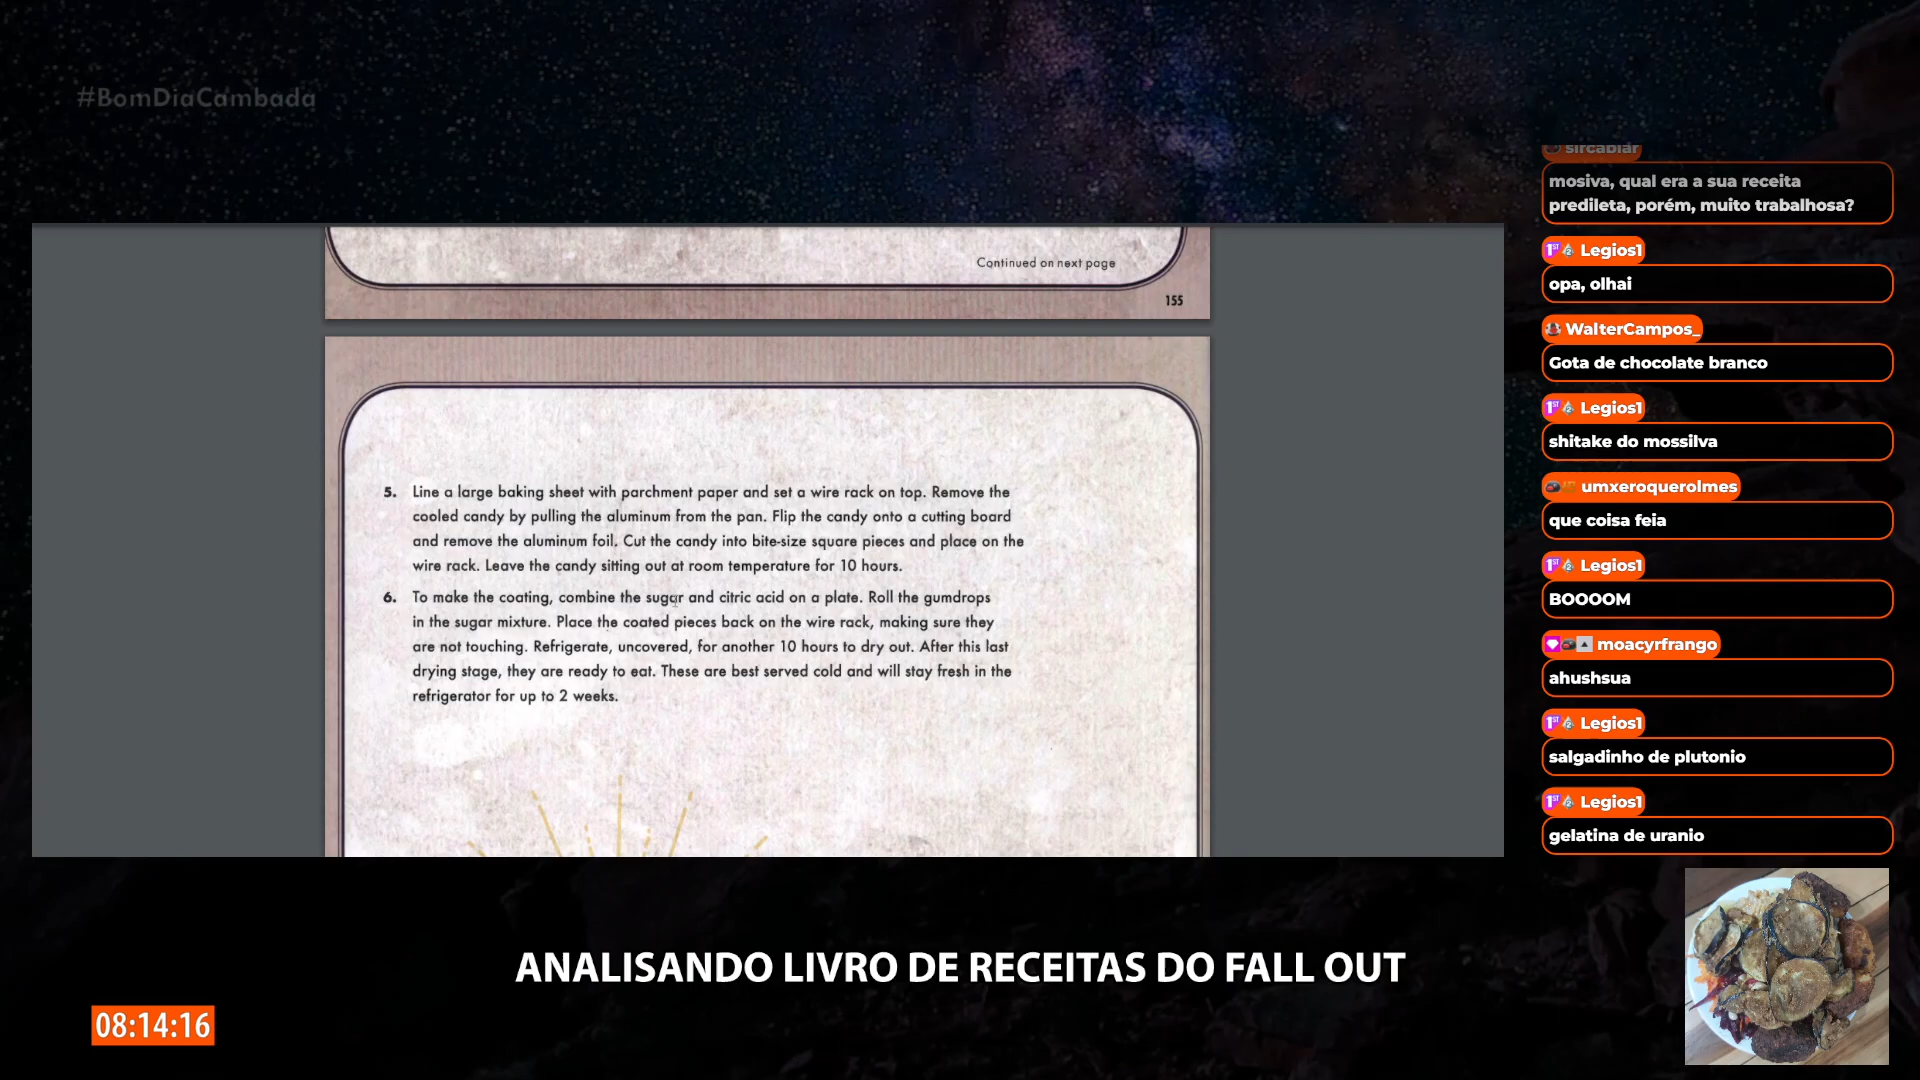 #BomDiaCambada
Continued on next page
155
5. Line a large baking sheet with parchment paper and set a wire rack on top. Remove the
cooled candy by pulling the aluminum from the pan. Flip the candy onto a cutting board
and remove the aluminum foil. Cut the candy into bite-size square pieces and place on the
wire rack. Leave the candy sitting out at room temperature for 10 hours.
6. To make the coating, combine the sugar and citric acid on a plate. Roll the gumdrops
in the sugar mixture. Place the coated pieces back on the wire rack, making sure they
are not touching. Refrigerate, uncovered, for another 10 hours to dry out. After this last
drying stage, they are ready to eat. These are best served cold and will stay fresh in the
refrigerator for up to 2 weeks.
sircabiar
mosiva, qual era a sua receita
predileta, porém, muito trabalhosa?
1ST Legios1
opa, olhai
WalterCampos_
Gota de chocolate branco
1ST Legios1
shitake do mossilva
umxeroquerolmes
que coisa feia
1ST Legios1
BOOOOM
moacyrfrango
ahushsua
1ST Legios1
salgadinho de plutonio
1ST Legios1
gelatina de uranio
ANALISANDO LIVRO DE RECEITAS DO FALL OUT
08:14:16